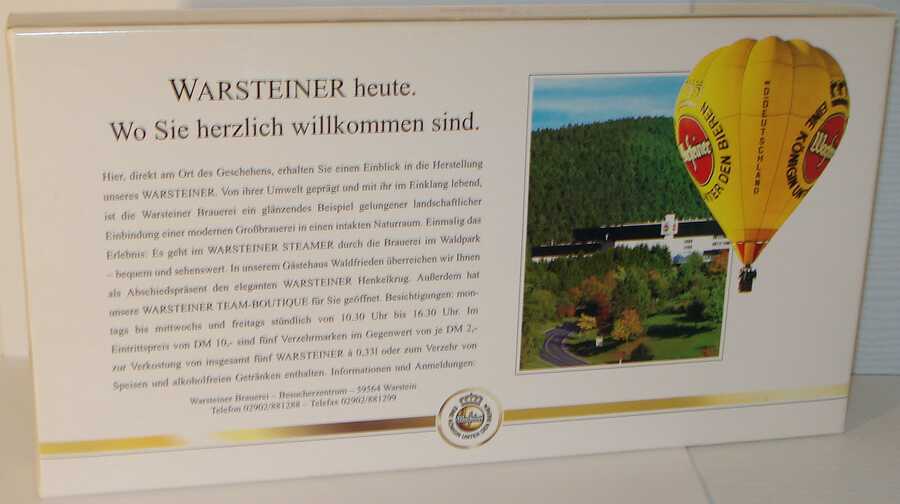 WARSTEINER heute.
Wo Sie herzlich willkommen sind.
Hier, direkt am Ort des Geschehens, erhalten Sie einen Einblick in die Herstellung
unseres WARSTEINER. Von ihrer Umwelt geprägt und mit ihr im Einklang lebend,
ist die Warsteiner Brauerei ein glänzendes Beispiel gelungener landschaftlicher
Einbindung einer modernen Großbrauerei in einen intakten Naturraum. Einmalig das
Erlebnis: Es geht im WARSTEINER STEAMER durch die Brauerei im Waldpark
– bequem und sehenswert. In unserem Gästehaus Waldfrieden überreichen wir Ihnen
als Abschiedspräsent den eleganten WARSTEINER Henkelkrug. Außerdem hat
unsere WARSTEINER TEAM-BOUTIQUE für Sie geöffnet. Besichtigungen: mon-
tags bis mittwochs und freitags stündlich von 10.30 Uhr bis 16.30 Uhr. Im
Eintrittspreis von DM 10,- sind fünf Verzehrmarken im Gegenwert von je DM 2,-
zur Verkostung von insgesamt fünf WARSTEINER à 0,33l oder zum Verzehr von
Speisen und alkoholfreien Getränken enthalten. Informationen und Anmeldungen:
Warsteiner Brauerei – Besucherzentrum – 59564 Warstein
Telefon 02902/881288 – Telefax 02902/881299
TER DEN BIEREN
D-DEUTSCHLAND
EINE KÖNIGIN UN
Warsteiner